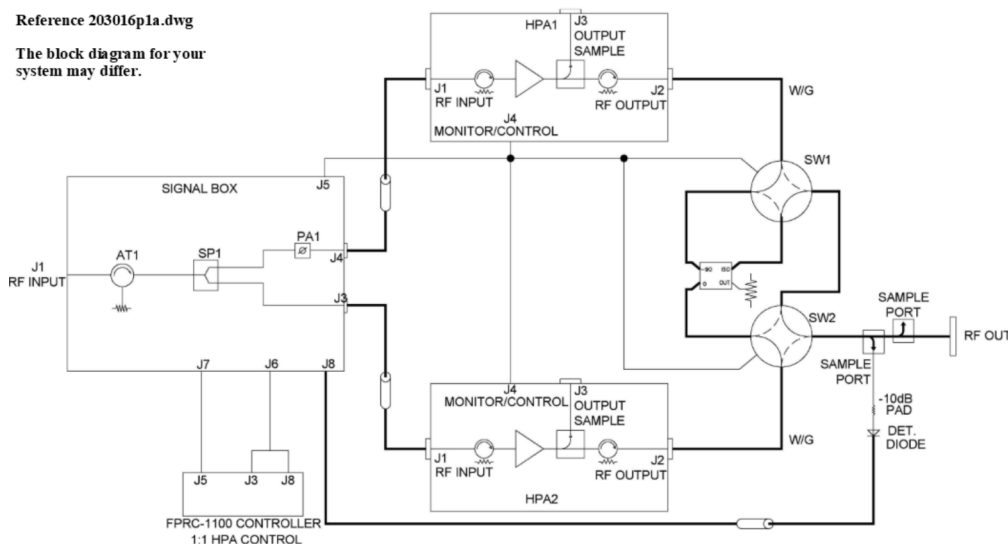 Reference 203016p1a.dwg
The block diagram for your
system may differ.
HPA1
J3
OUTPUT
SAMPLE
J1
RF INPUT
J2
RF OUTPUT
J4
MONITOR/CONTROL
W/G
SW1
J5
SIGNAL BOX
PA1
J4
AT1
SP1
J1
RF INPUT
J3
-90
ISO
0
OUT
SW2
SAMPLE
PORT
RF OUT
SAMPLE
PORT
J7
J6
J8
J4
MONITOR/CONTROL
J3
OUTPUT
SAMPLE
-10dB
PAD
DET.
DIODE
W/G
J1
RF INPUT
J2
RF OUTPUT
HPA2
J5
J3
J8
FPRC-1100 CONTROLLER
1:1 HPA CONTROL